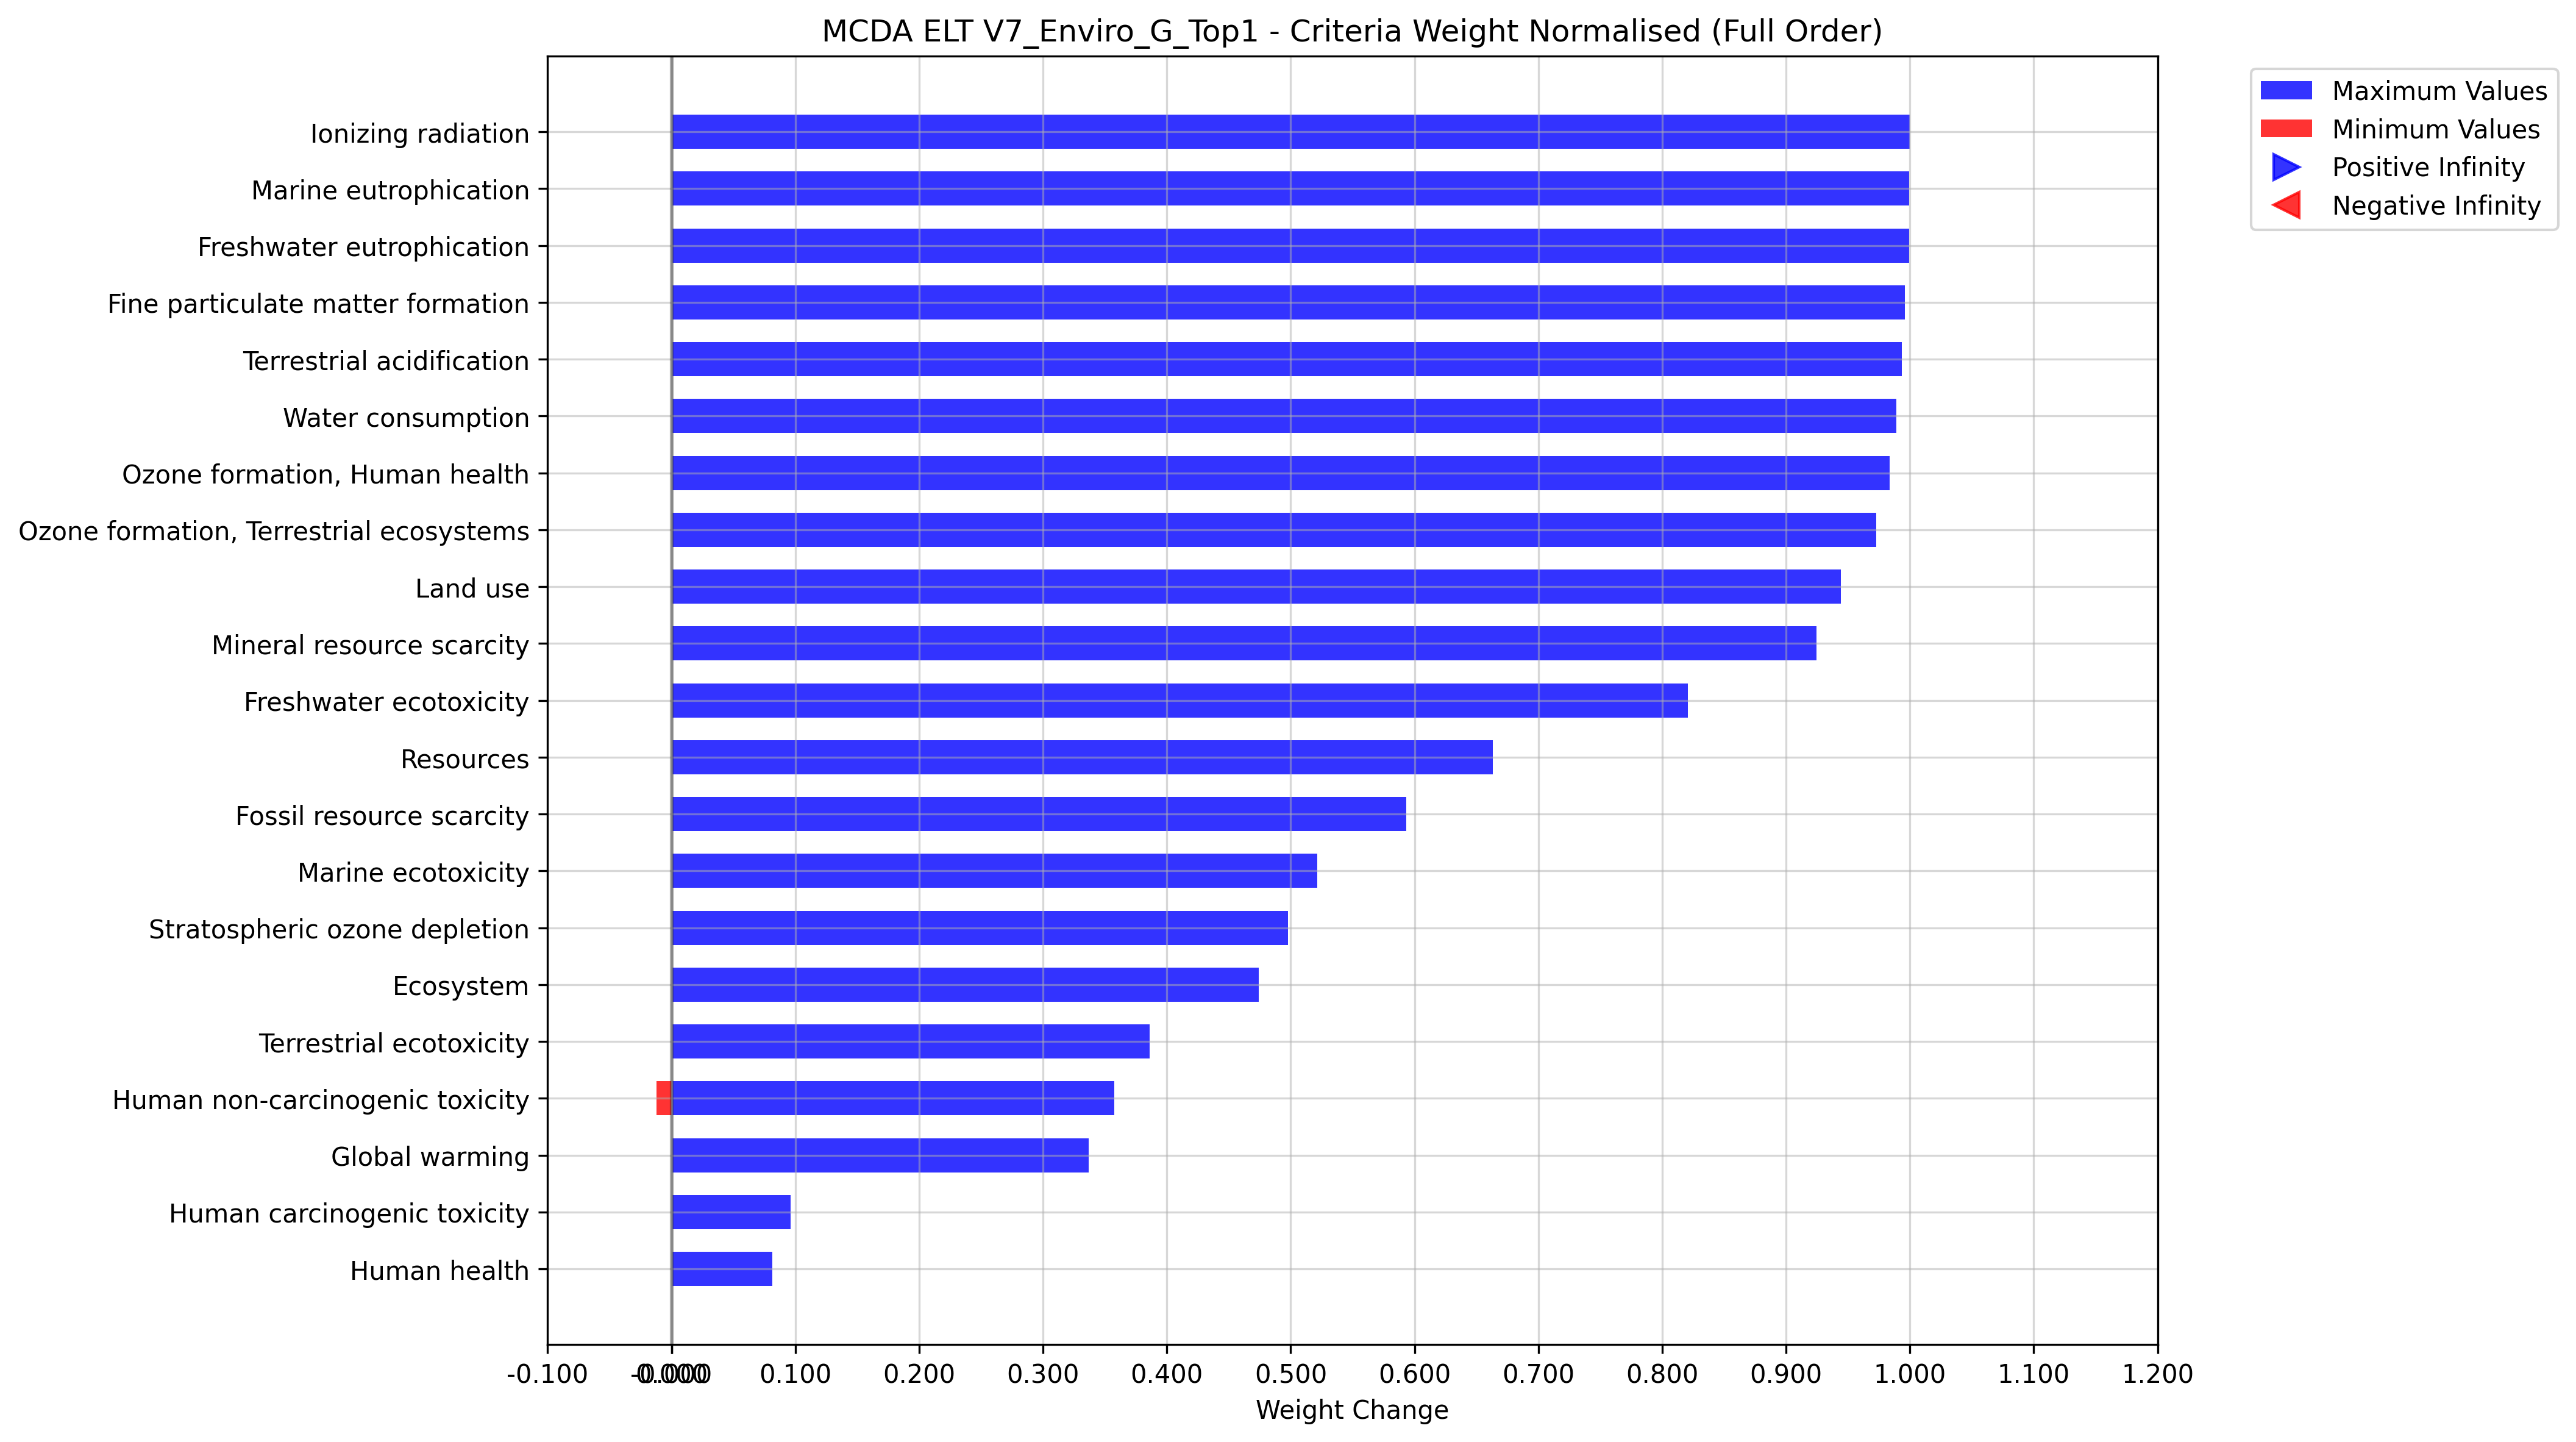 MCDA ELT V7_Enviro_G_Top1 - Criteria Weight Normalised (Full Order)
Maximum Values
Minimum Values
Positive Infinity
Negative Infinity
Ionizing radiation
Marine eutrophication
Freshwater eutrophication
Fine particulate matter formation
Terrestrial acidification
Water consumption
Ozone formation, Human health
Ozone formation, Terrestrial ecosystems
Land use
Mineral resource scarcity
Freshwater ecotoxicity
Resources
Fossil resource scarcity
Marine ecotoxicity
Stratospheric ozone depletion
Ecosystem
Terrestrial ecotoxicity
Human non-carcinogenic toxicity
Global warming
Human carcinogenic toxicity
Human health
-0.100 -0.000 0.000 0.100 0.200 0.300 0.400 0.500 0.600 0.700 0.800 0.900 1.000 1.100 1.200
Weight Change